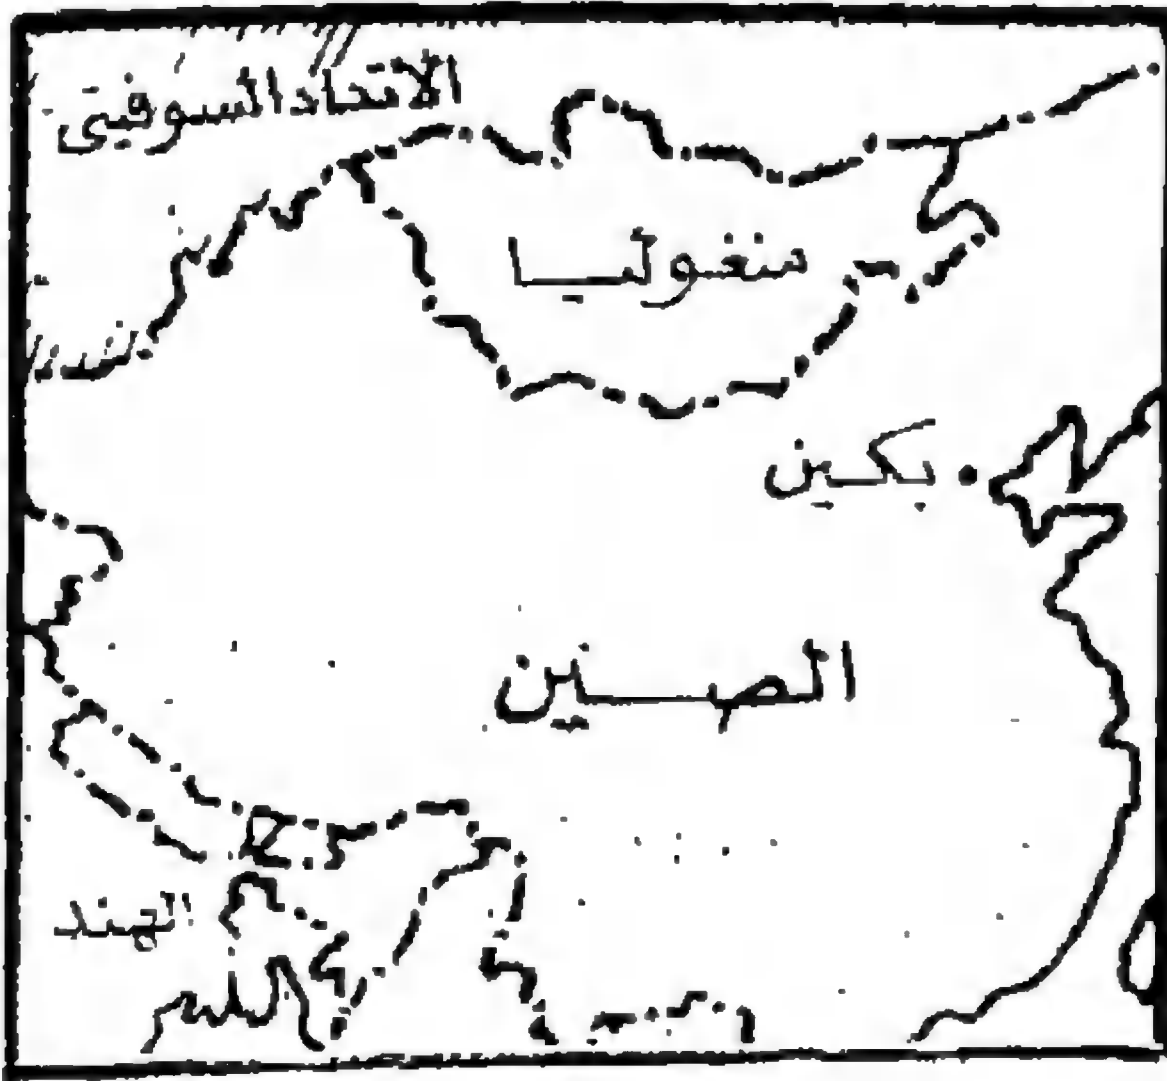 الاتحاد السوفيتى
منغوليا
بكين
الصين
الهند